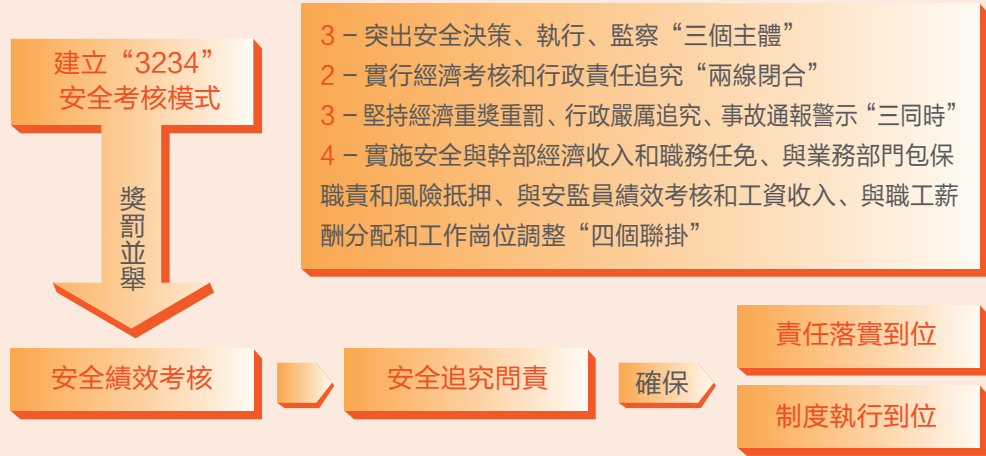 建立“3234”
安全考核模式
3 – 突出安全決策、執行、監察“三個主體”
2 – 實行經濟考核和行政責任追究“兩線閉合”
3 – 堅持經濟重獎重罰、行政嚴厲追究、事故通報警示“三同時”
4 – 實施安全與幹部經濟收入和職務任免、與業務部門包保
職責和風險抵押、與安監員績效考核和工資收入、與職工薪
酬分配和工作崗位調整“四個聯掛”
獎罰並舉
安全績效考核
安全追究問責
確保
責任落實到位
制度執行到位